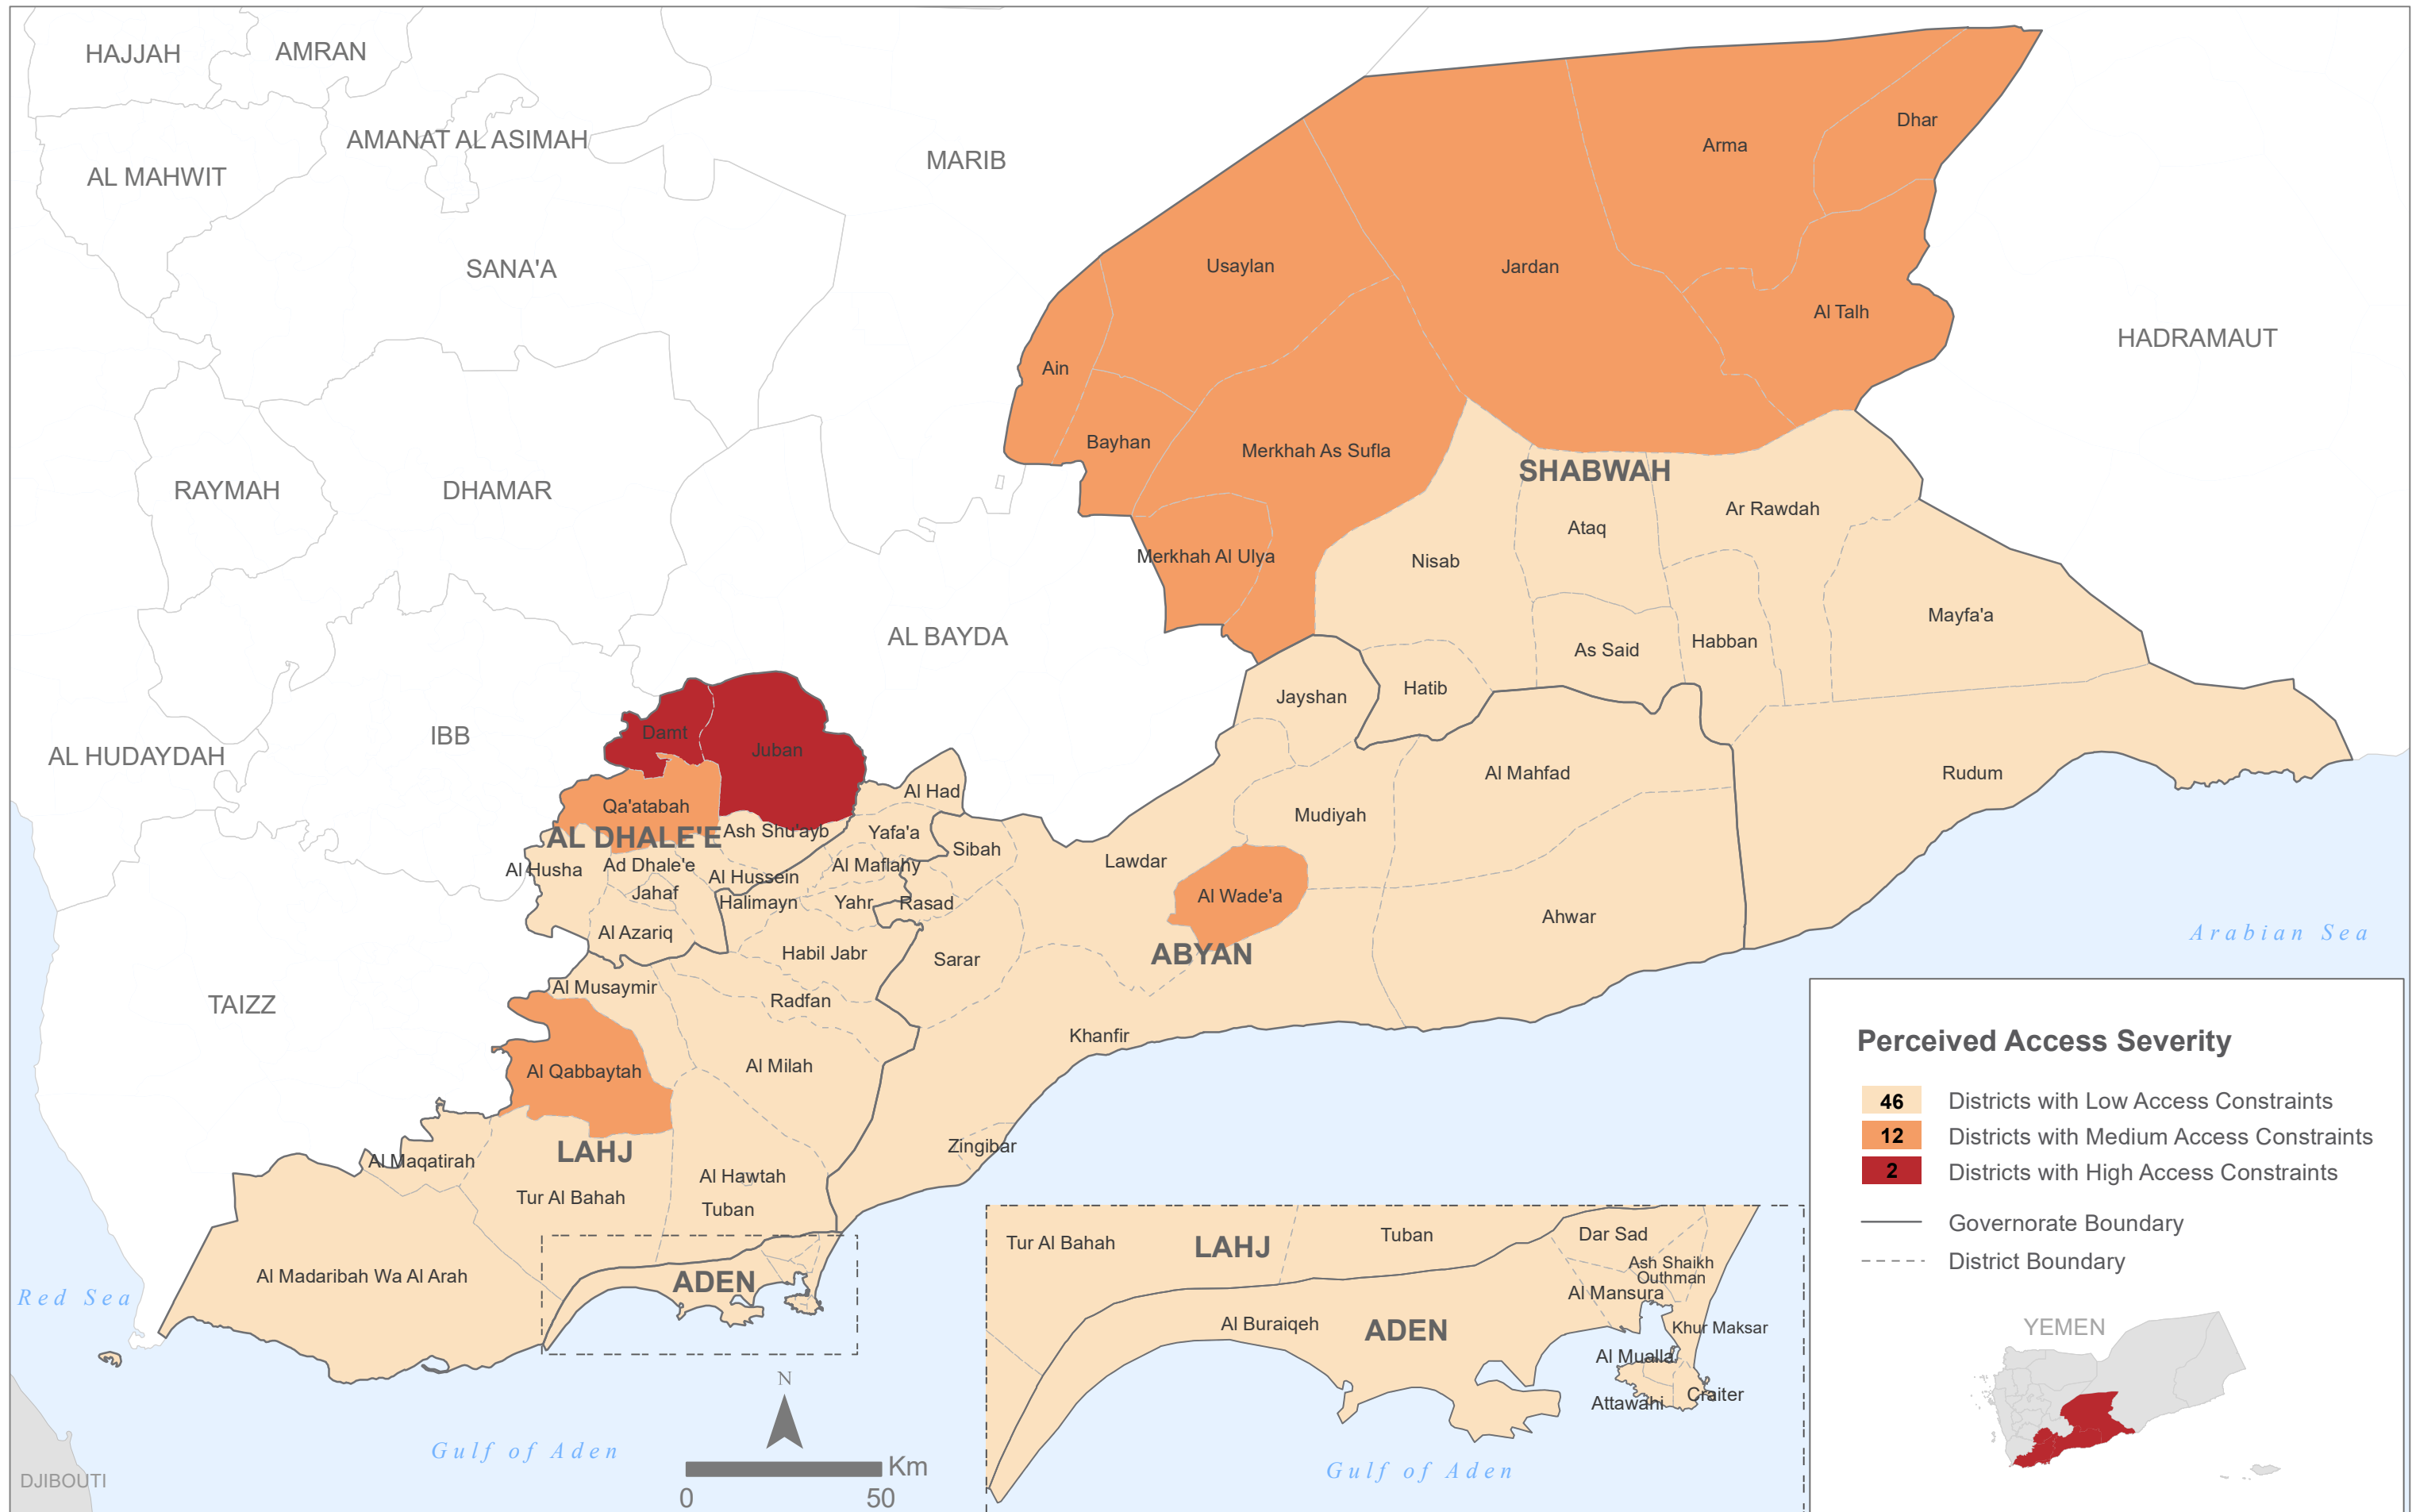 HAJJAH
AMRAN
AMANAT AL ASIMAH
AL MAHWIT
MARIB
SANA'A
HADRAMAUT
RAYMAH
DHAMAR
AL BAYDA
IBB
AL HUDAYDAH
TAIZZ
Dhar
Arma
Usaylan
Jardan
Al Talh
Ain
Bayhan
Merkhah As Sufla
SHABWAH
Ar Rawdah
Ataq
Merkhah Al Ulya
Nisab
Mayfa'a
Habban
As Said
Hatib
Jayshan
Rudum
Al Mahfad
Mudiyah
Lawdar
Al Wade'a
Ahwar
ABYAN
Khanfir
Zingibar
Damt
Juban
Qa'atabah
AL DHALE'E
Ash Shu'ayb
Al Had
Yafa'a
Sibah
Al Husha
Ad Dhale'e
Al Maflahy
Al Hussein
Jahaf
Halimayn
Yahr
Rasad
Al Azariq
Habil Jabr
Sarar
Al Musaymir
Radfan
Al Qabbaytah
Al Milah
LAHJ
Al Maqatirah
Al Hawtah
Tur Al Bahah
Tuban
Al Madaribah Wa Al Arah
ADEN
Red Sea
Arabian Sea
Gulf of Aden
DJIBOUTI
N
Km
0 50
Tur Al Bahah
LAHJ
Tuban
Dar Sad
Ash Shaikh
Outhman
Al Mansura
Al Buraiqeh
ADEN
Khur Maksar
Al Mualla
Attawahi
Craiter
Gulf of Aden
Perceived Access Severity
46 Districts with Low Access Constraints
12 Districts with Medium Access Constraints
2 Districts with High Access Constraints
Governorate Boundary
District Boundary
YEMEN